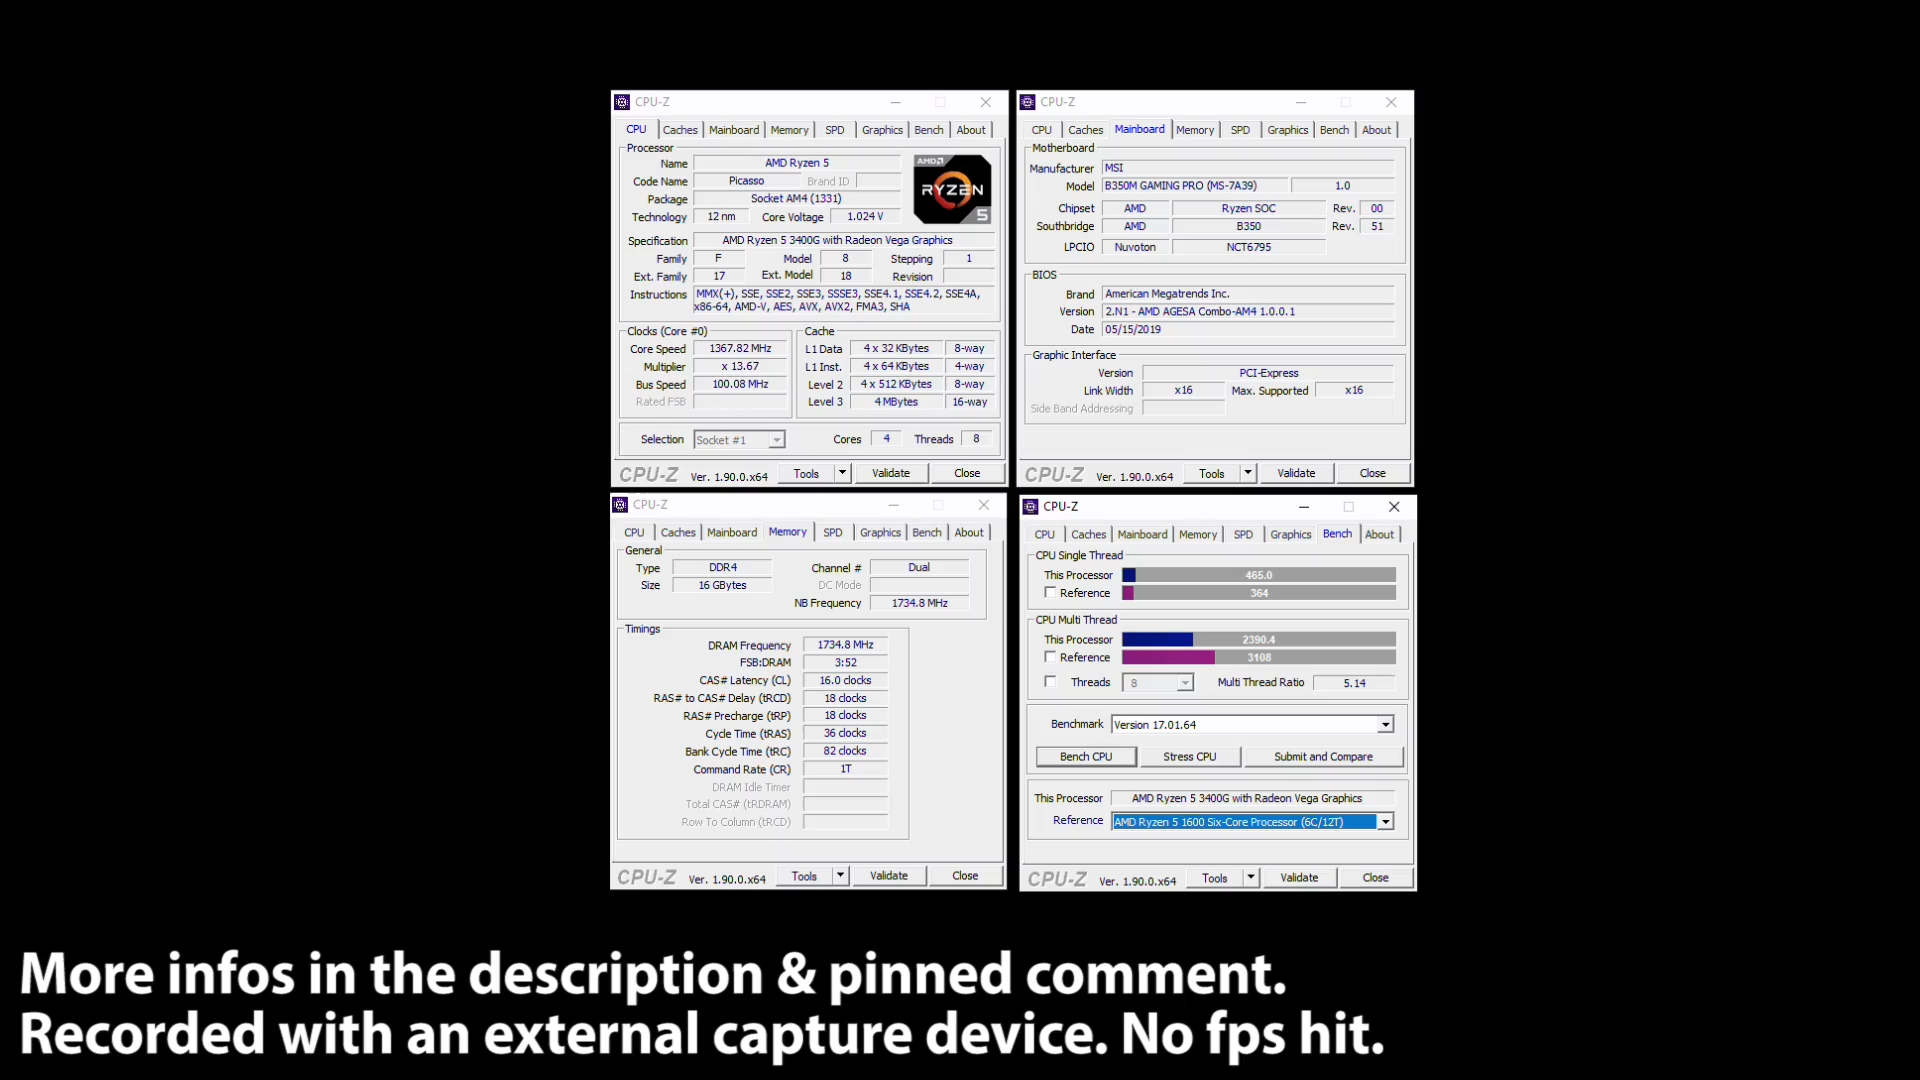 CPU-Z
CPU Caches Mainboard Memory SPD Graphics Bench About
Processor
Name AMD Ryzen 5
Code Name Picasso Brand ID
Package Socket AM4 (1331)
Technology 12 nm Core Voltage 1.024 V
AMD RYZEN 5
Specification AMD Ryzen 5 3400G with Radeon Vega Graphics
Family F Model 8 Stepping 1
Ext. Family 17 Ext. Model 18 Revision
Instructions MMX(+), SSE, SSE2, SSE3, SSSE3, SSE4.1, SSE4.2, SSE4A,
x86-64, AMD-V, AES, AVX, AVX2, FMA3, SHA
Clocks (Core #0)
Core Speed 1367.82 MHz
Multiplier x 13.67
Bus Speed 100.08 MHz
Rated FSB
Cache
L1 Data 4 x 32 KBytes 8-way
L1 Inst. 4 x 64 KBytes 4-way
Level 2 4 x 512 KBytes 8-way
Level 3 4 MBytes 16-way
Selection Socket #1 Cores 4 Threads 8
CPU-Z Ver. 1.90.0.x64 Tools Validate Close
CPU-Z
CPU Caches Mainboard Memory SPD Graphics Bench About
Motherboard
Manufacturer MSI
Model B350M GAMING PRO (MS-7A39) 1.0
Chipset AMD Ryzen SOC Rev. 00
Southbridge AMD B350 Rev. 51
LPCIO Nuvoton NCT6795
BIOS
Brand American Megatrends Inc.
Version 2.N1 - AMD AGESA Combo-AM4 1.0.0.1
Date 05/15/2019
Graphic Interface
Version PCI-Express
Link Width x16 Max. Supported x16
Side Band Addressing
CPU-Z Ver. 1.90.0.x64 Tools Validate Close
CPU-Z
CPU Caches Mainboard Memory SPD Graphics Bench About
General
Type DDR4 Channel # Dual
Size 16 GBytes DC Mode
NB Frequency 1734.8 MHz
Timings
DRAM Frequency 1734.8 MHz
FSB:DRAM 3:52
CAS# Latency (CL) 16.0 clocks
RAS# to CAS# Delay (tRCD) 18 clocks
RAS# Precharge (tRP) 18 clocks
Cycle Time (tRAS) 36 clocks
Bank Cycle Time (tRC) 82 clocks
Command Rate (CR) 1T
DRAM Idle Timer
Total CAS# (tRDRAM)
Row To Column (tRCD)
CPU-Z Ver. 1.90.0.x64 Tools Validate Close
CPU-Z
CPU Caches Mainboard Memory SPD Graphics Bench About
CPU Single Thread
This Processor 465.0
Reference 364
CPU Multi Thread
This Processor 2390.4
Reference 3108
Threads 8 Multi Thread Ratio 5.14
Benchmark Version 17.01.64
Bench CPU Stress CPU Submit and Compare
This Processor AMD Ryzen 5 3400G with Radeon Vega Graphics
Reference AMD Ryzen 5 1600 Six-Core Processor (6C/12T)
CPU-Z Ver. 1.90.0.x64 Tools Validate Close
More infos in the description & pinned comment.
Recorded with an external capture device. No fps hit.